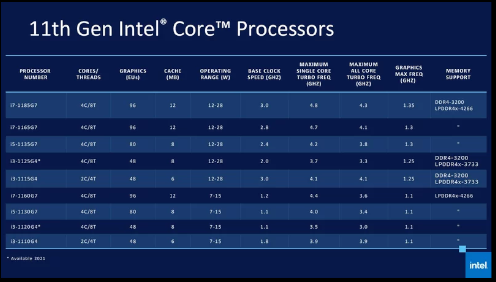 11th Gen Intel® Core™ Processors
PROCESSOR NUMBER CORES/ THREADS GRAPHICS (EUs) CACHE (MB) OPERATING RANGE (W) BASE CLOCK SPEED (GHZ) MAXIMUM SINGLE CORE TURBO FREQ (GHZ) MAXIMUM ALL CORE TURBO FREQ (GHZ) GRAPHICS MAX FREQ (GHZ) MEMORY SUPPORT
i7-1185G7 4C/8T 96 12 12-28 3.0 4.8 4.3 1.35 DDR4-3200 LPDDR4x-4266
i7-1165G7 4C/8T 96 12 12-28 2.8 4.7 4.1 1.3 "
i5-1135G7 4C/8T 80 8 12-28 2.4 4.2 3.8 1.3 "
i3-1125G4* 4C/8T 48 8 12-28 2.0 3.7 3.3 1.25 DDR4-3200 LPDDR4x-3733
i3-1115G4 2C/4T 48 6 12-28 3.0 4.1 4.1 1.25 DDR4-3200 LPDDR4x-3733
i7-1160G7 4C/8T 96 12 7-15 1.2 4.4 3.6 1.1 LPDDR4x-4266
i5-1130G7 4C/8T 80 8 7-15 1.1 4.0 3.4 1.1 "
i3-1120G4* 4C/8T 48 8 7-15 1.1 3.5 3.0 1.1 "
i3-1110G4 2C/4T 48 6 7-15 1.8 3.9 3.9 1.1 "
* Available 2021
intel